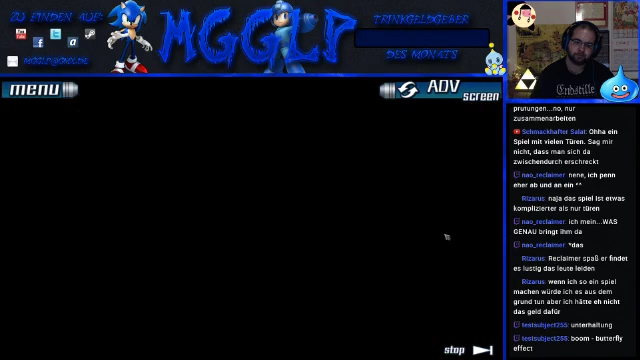 ZU FINDEN AUF:
MGGLP@GMX.DE
MGGLP
TRINKGELDGEBER
DES MONATS
menu
ADV
screen
stop
Endstille
prüfungen...no, nur
zusammenarbeiten
Schmackhafter Salat: Ohha ein
Spiel mit vielen Türen. Sag mir
nicht, dass man sich da
zwischendurch erschreckt
nao_reclaimer: nene, ich penn
eher ab und an ein ^^
Rizarus: naja das spiel ist etwas
komplizierter als nur türen
nao_reclaimer: ich mein...WAS
GENAU bringt ihm da
nao_reclaimer: *das
Rizarus: Reclaimer spaß er findet
es lustig das leute leiden
Rizarus: wenn ich so ein spiel
machen würde ich es aus dem
grund tun aber ich hätte eh nicht
das geld dafür
testsubject255: unterhaltung
testsubject255: boom - butterfly
effect